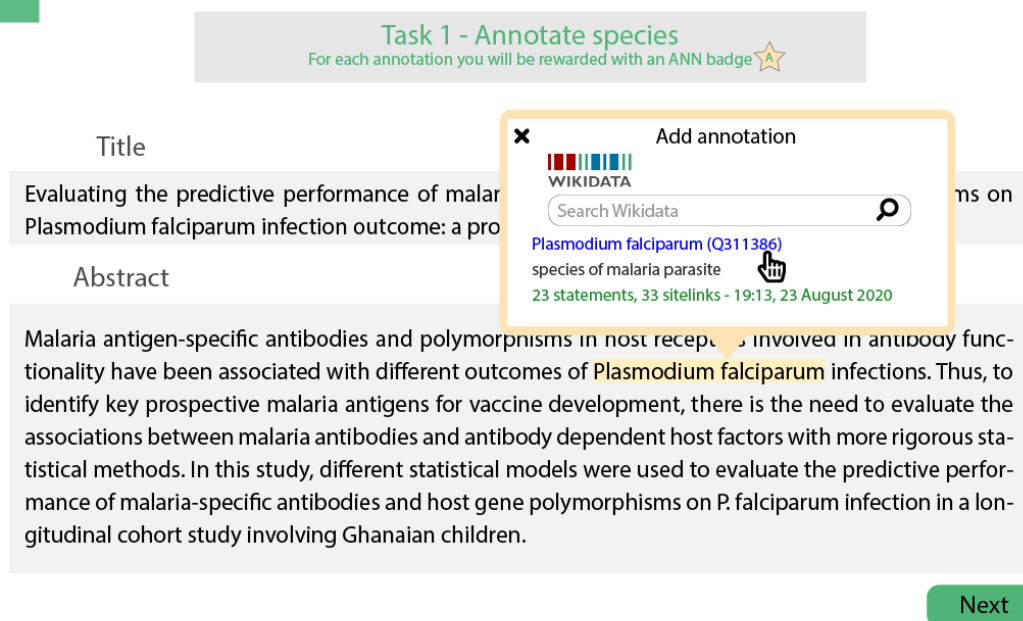 Task 1 - Annotate species
For each annotation you will be rewarded with an ANN badge A
Title
Evaluating the predictive performance of malar
ms on
Plasmodium falciparum infection outcome: a pro
Add annotation
WIKIDATA
Search Wikidata
Plasmodium falciparum (Q311386)
species of malaria parasite
23 statements, 33 sitelinks - 19:13, 23 August 2020
Abstract
Malaria antigen-specific antibodies and polymorphisms in host involved in antibody func-
tionality have been associated with different outcomes of Plasmodium falciparum infections. Thus, to
identify key prospective malaria antigens for vaccine development, there is the need to evaluate the
associations between malaria antibodies and antibody dependent host factors with more rigorous sta-
tistical methods. In this study, different statistical models were used to evaluate the predictive perfor-
mance of malaria-specific antibodies and host gene polymorphisms on P. falciparum infection in a lon-
gitudinal cohort study involving Ghanaian children.
Next